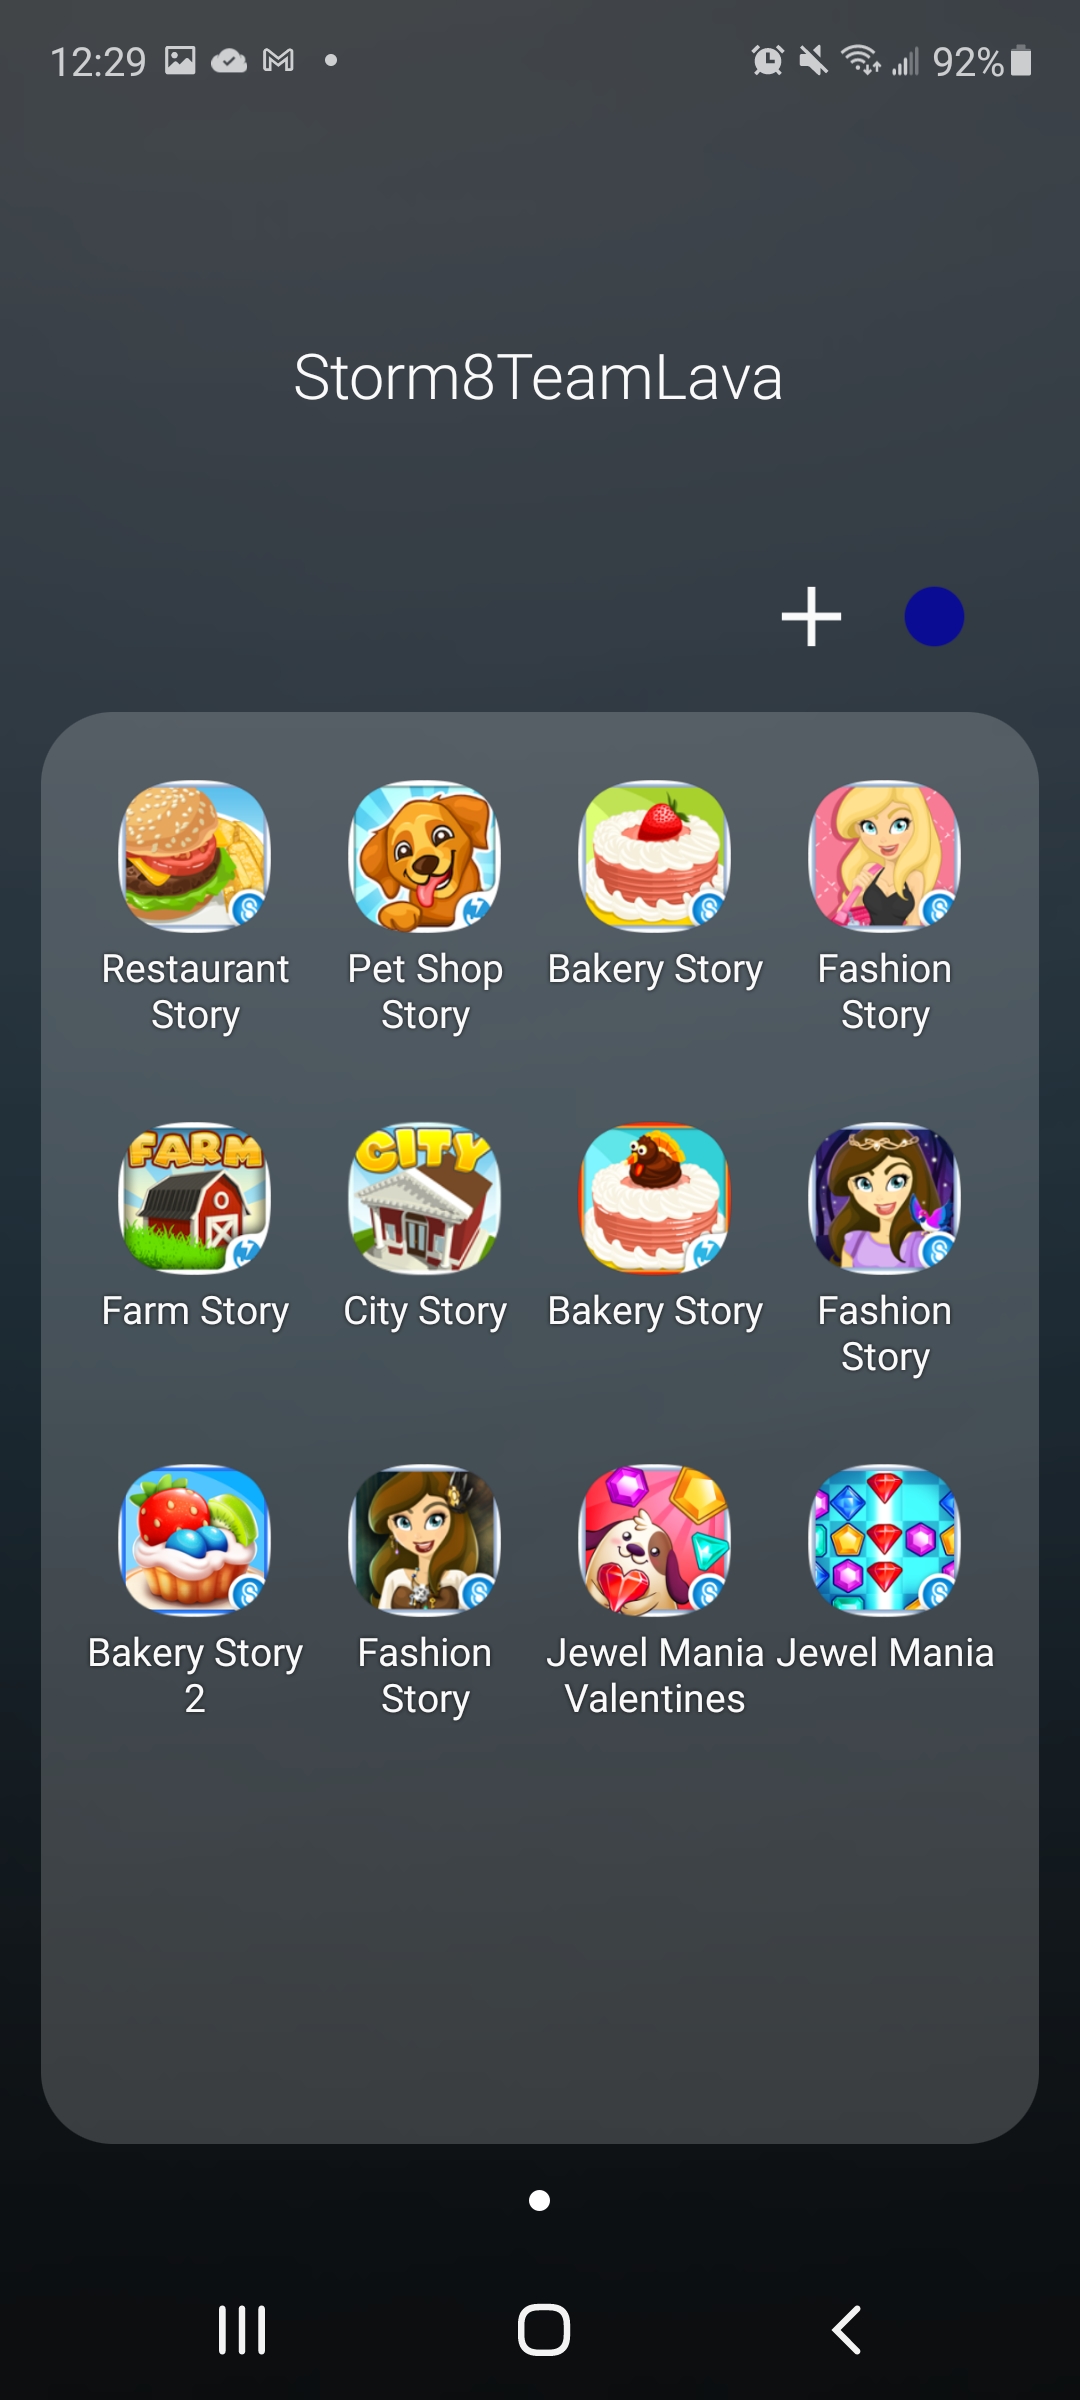 12:29
92%
Storm8TeamLava
Restaurant
Story
Pet Shop
Story
Bakery Story
Fashion
Story
FARM
Farm Story
CITY
City Story
Bakery Story
Fashion
Story
Bakery Story
2
Fashion
Story
Jewel Mania
Valentines
Jewel Mania